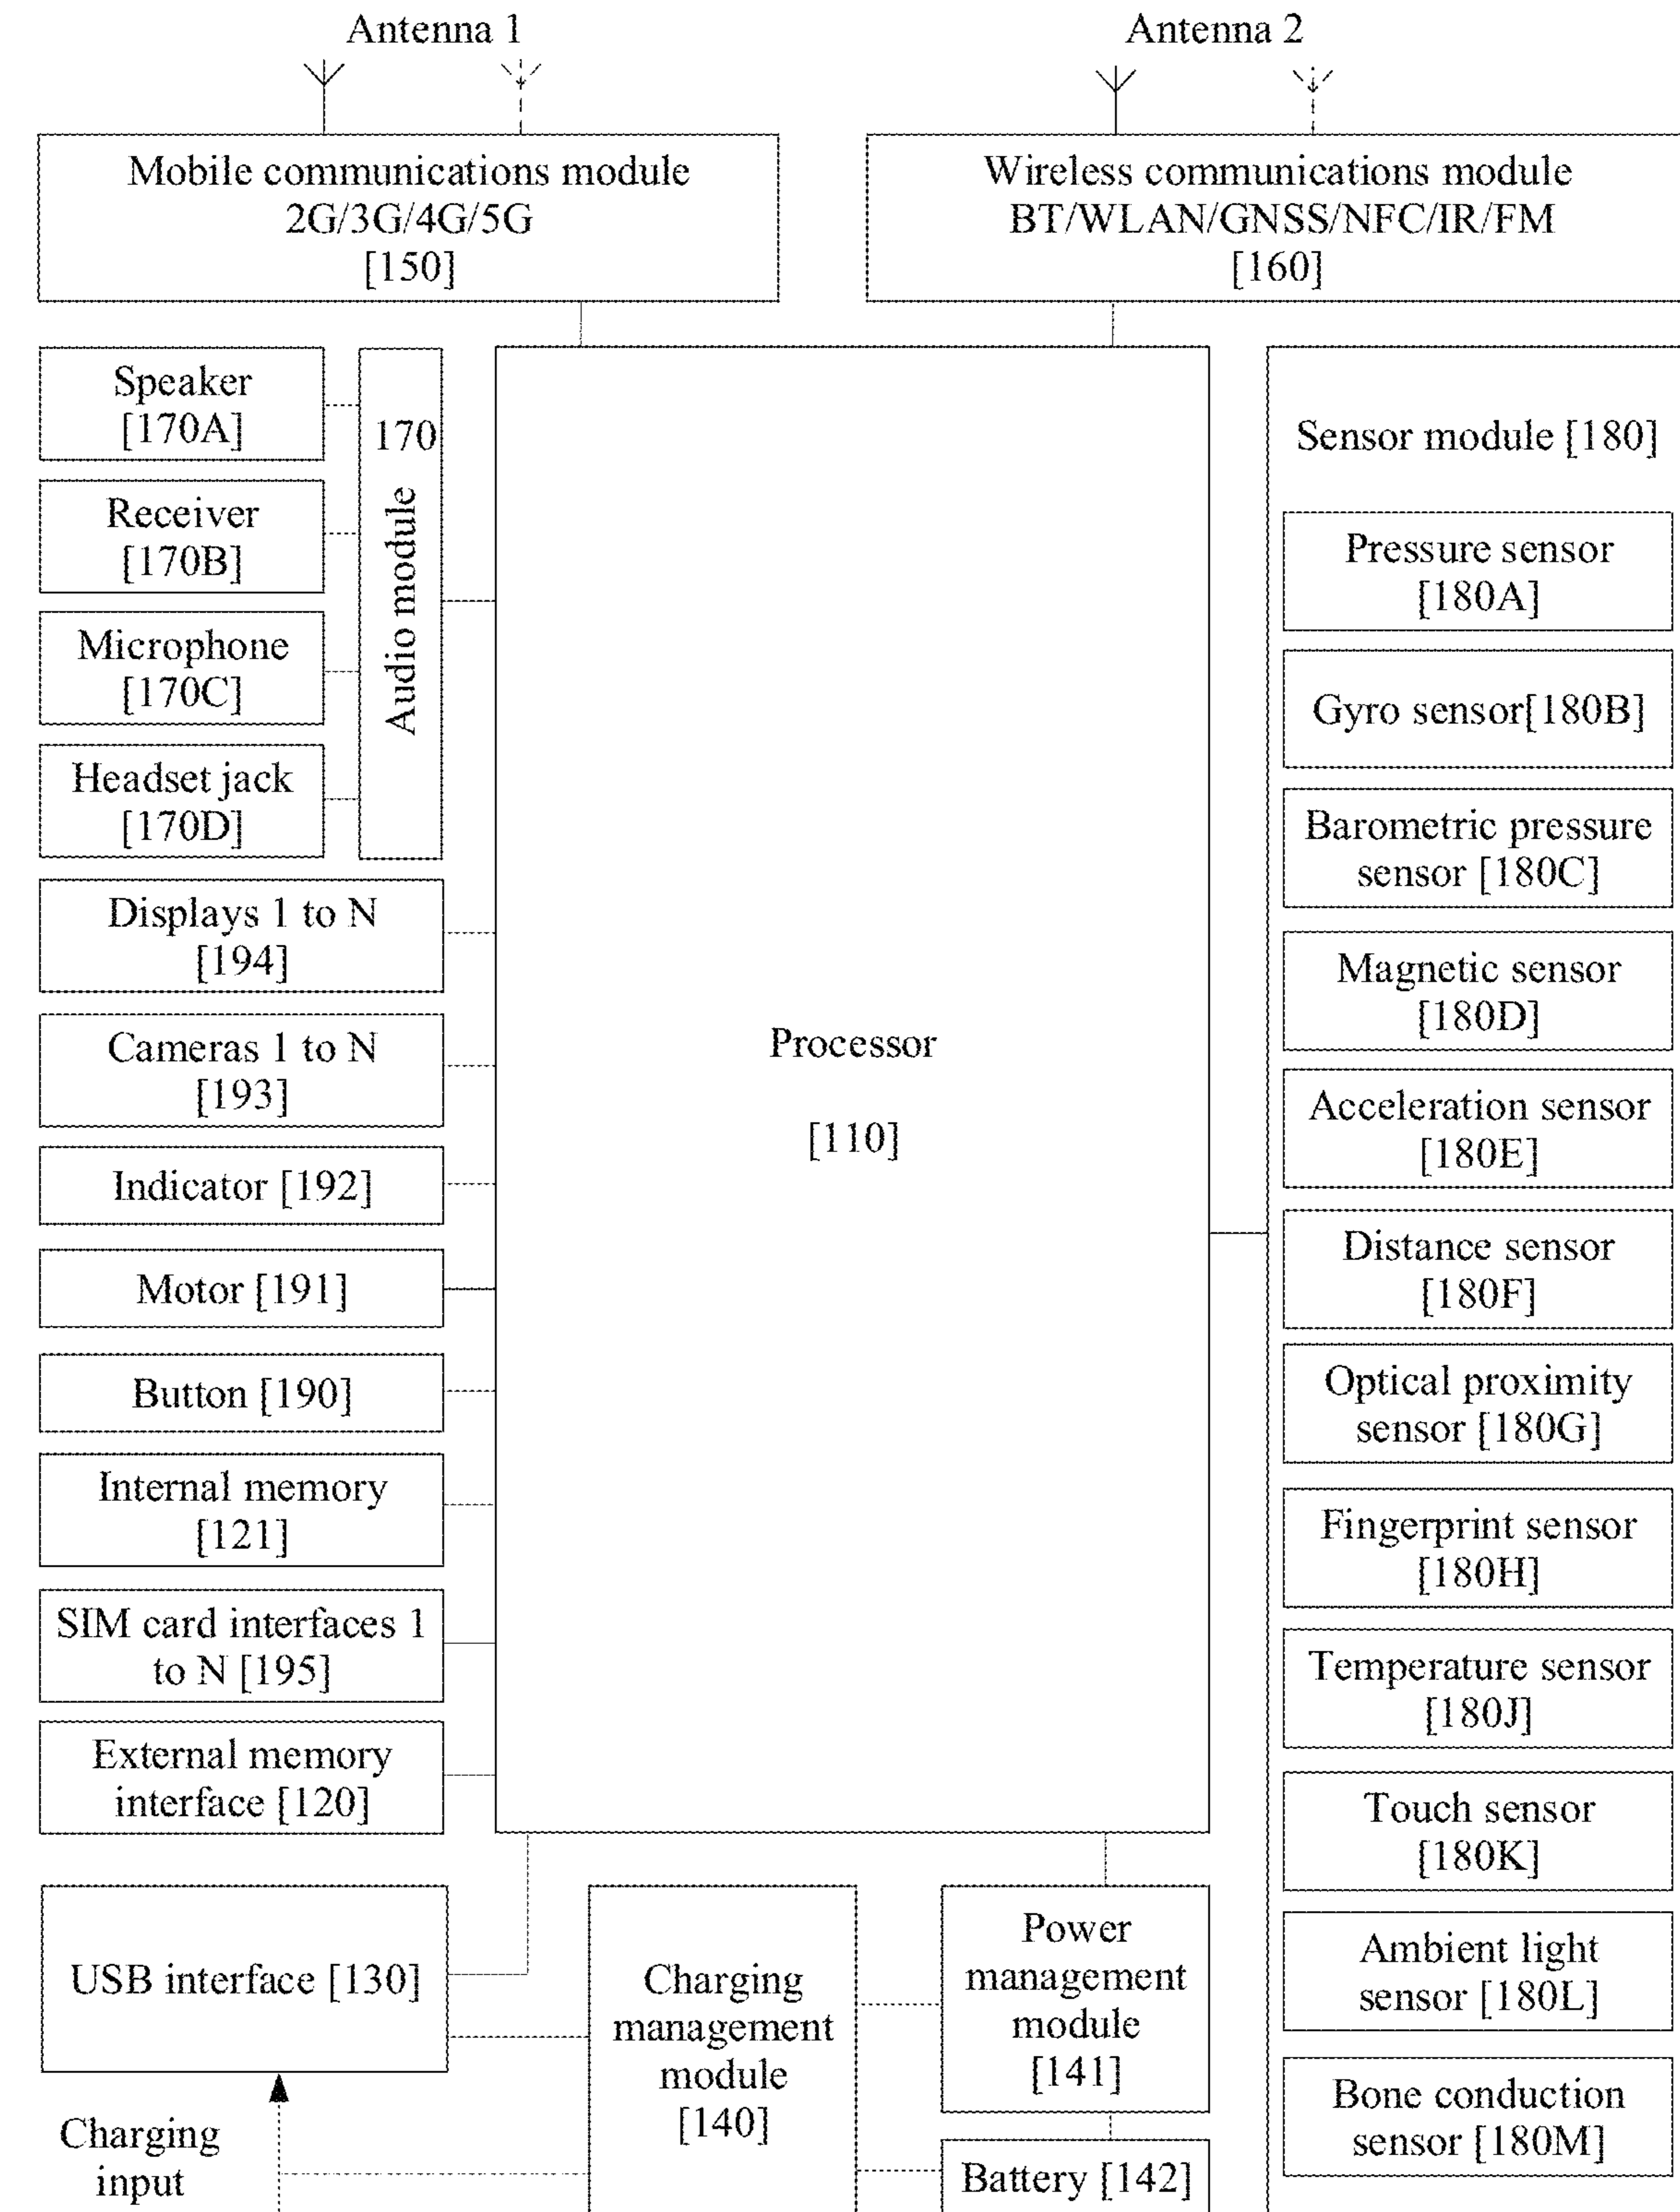 Antenna 1
Antenna 2
Mobile communications module
2G/3G/4G/5G
[150]
Wireless communications module
BT/WLAN/GNSS/NFC/IR/FM
[160]
Speaker
[170A]
Receiver
[170B]
Microphone
[170C]
Headset jack
[170D]
170
Audio module
Displays 1 to N
[194]
Cameras 1 to N
[193]
Indicator [192]
Motor [191]
Button [190]
Internal memory
[121]
SIM card interfaces 1
to N [195]
External memory
interface [120]
Processor
[110]
Sensor module [180]
Pressure sensor
[180A]
Gyro sensor[180B]
Barometric pressure
sensor [180C]
Magnetic sensor
[180D]
Acceleration sensor
[180E]
Distance sensor
[180F]
Optical proximity
sensor [180G]
Fingerprint sensor
[180H]
Temperature sensor
[180J]
Touch sensor
[180K]
Ambient light
sensor [180L]
Bone conduction
sensor [180M]
USB interface [130]
Charging
input
Charging
management
module
[140]
Power
management
module
[141]
Battery [142]